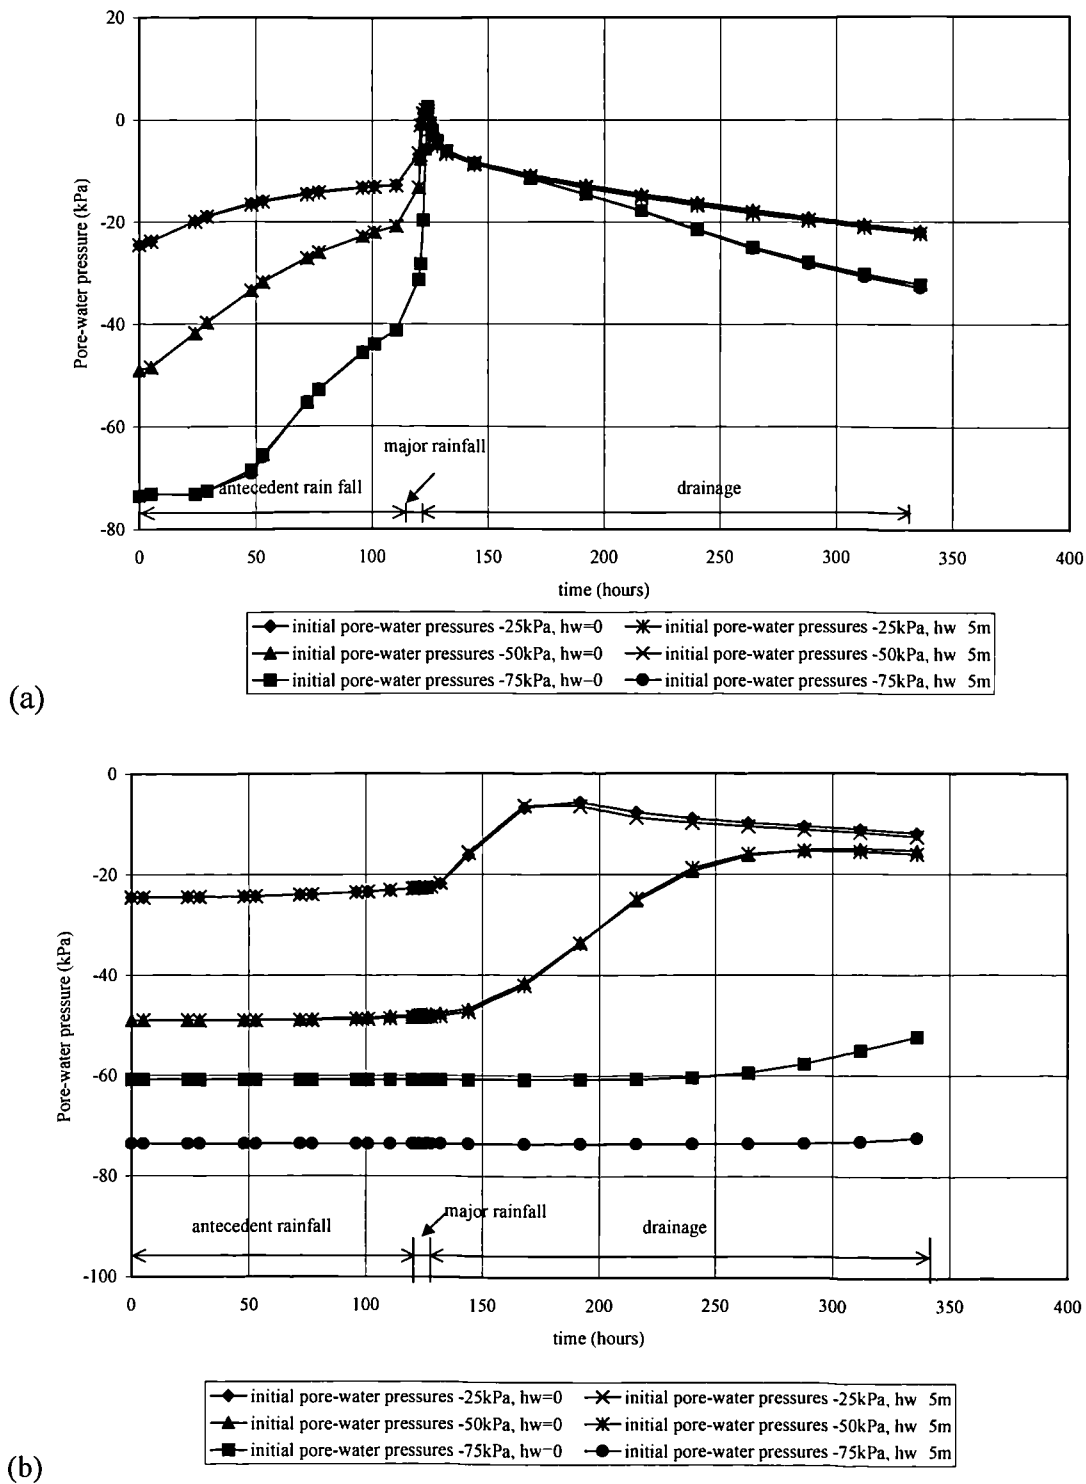 20
0
-20
-40
-60
-80
Pore-water pressure (kPa)
major rainfall
antecedent rain fall
drainage
0 50 100 150 200 250 300 350 400
time (hours)
initial pore-water pressures -25kPa, hw=0 initial pore-water pressures -25kPa, hw 5m
initial pore-water pressures -50kPa, hw=0 initial pore-water pressures -50kPa, hw 5m
initial pore-water pressures -75kPa, hw=0 initial pore-water pressures -75kPa, hw 5m
(a)
0
-20
-40
-60
-80
-100
Pore-water pressure (kPa)
major rainfall
antecedent rainfall
drainage
0 50 100 150 200 250 300 350 400
time (hours)
initial pore-water pressures -25kPa, hw=0 initial pore-water pressures -25kPa, hw 5m
initial pore-water pressures -50kPa, hw=0 initial pore-water pressures -50kPa, hw 5m
initial pore-water pressures -75kPa, hw=0 initial pore-water pressures -75kPa, hw 5m
(b)